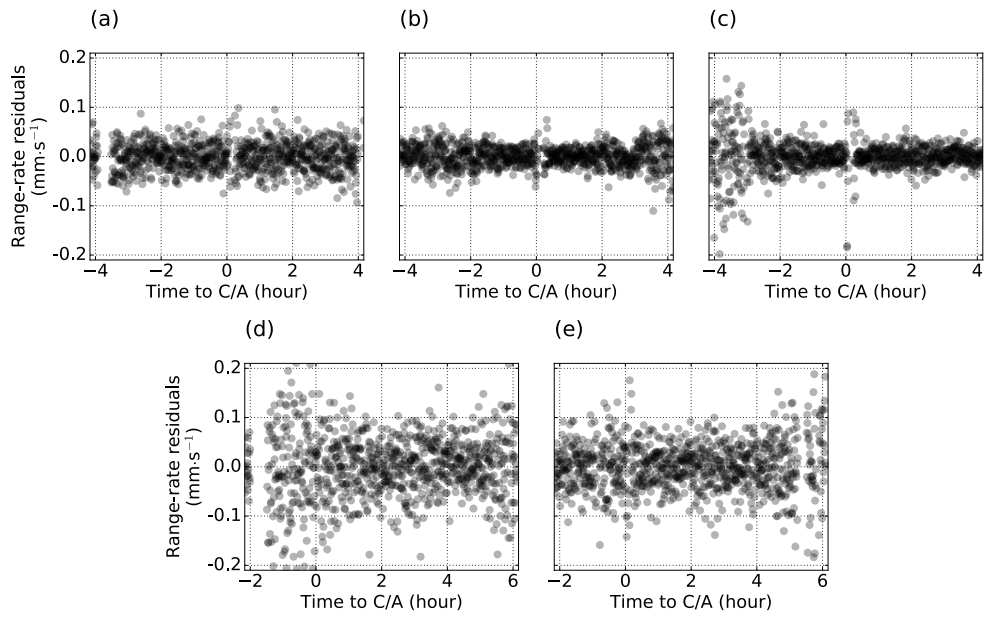 (a) (b) (c)
Range-rate residuals
(mm·s⁻¹)
0.2
0.1
0.0
-0.1
-0.2
−4 −2 0 2 4 −4 −2 0 2 4 −4 −2 0 2 4
Time to C/A (hour) Time to C/A (hour) Time to C/A (hour)
(d) (e)
Range-rate residuals
(mm·s⁻¹)
0.2
0.1
0.0
-0.1
-0.2
−2 0 2 4 6 −2 0 2 4 6
Time to C/A (hour) Time to C/A (hour)